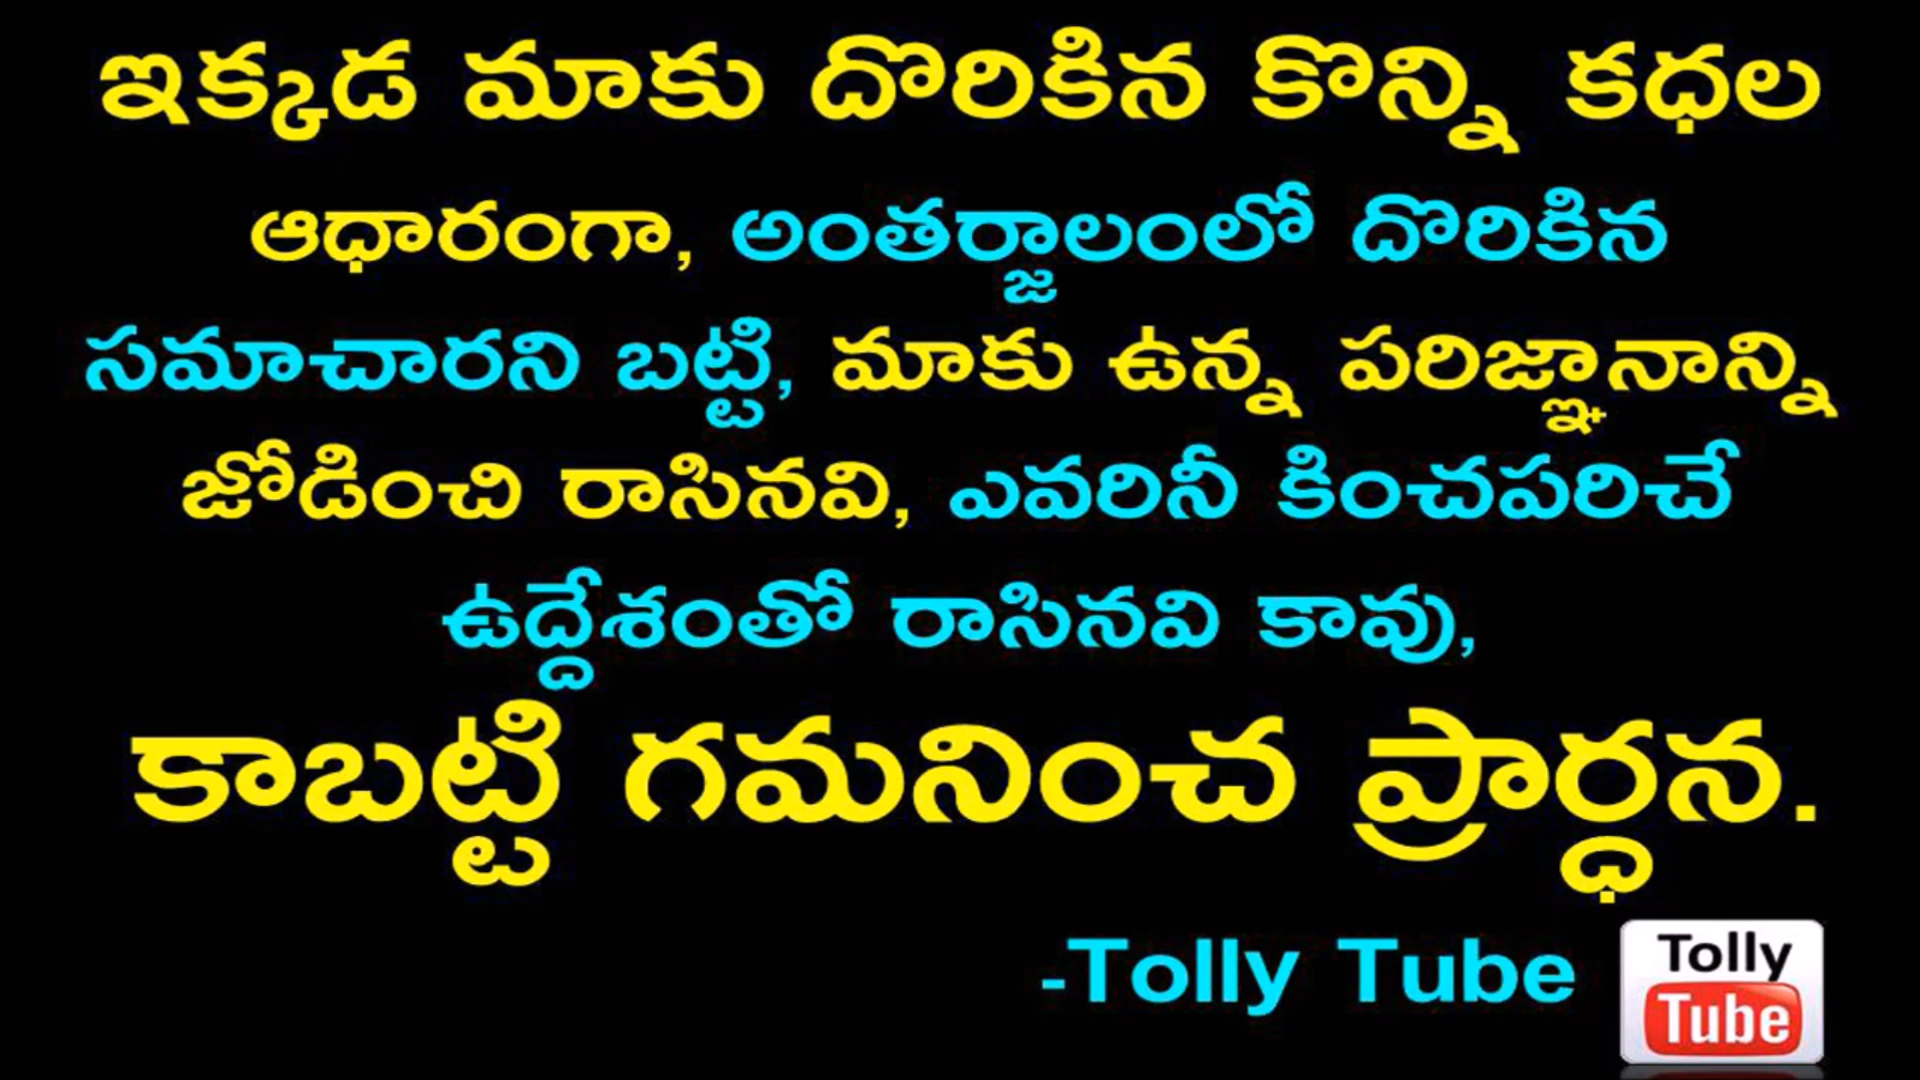 ఇక్కడ మాకు దొరికిన కొన్ని కధల
ఆధారంగా, అంతర్జాలంలో దొరికిన
సమాచారని బట్టి, మాకు ఉన్న పరిజ్ఞానాన్ని
జోడించి రాసినవి, ఎవరినీ కించపరిచే
ఉద్దేశంతో రాసినవి కావు,
కాబట్టి గమనించ ప్రార్ధన.
-Tolly Tube
Tolly
Tube